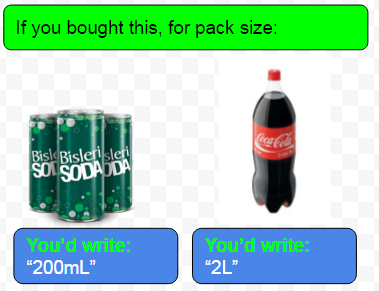 If you bought this, for pack size:
Bisleri
SODA
Bisleri
SODA
Bisleri
SODA
Coca-Cola
You'd write:
“200mL”
You'd write:
“2L”